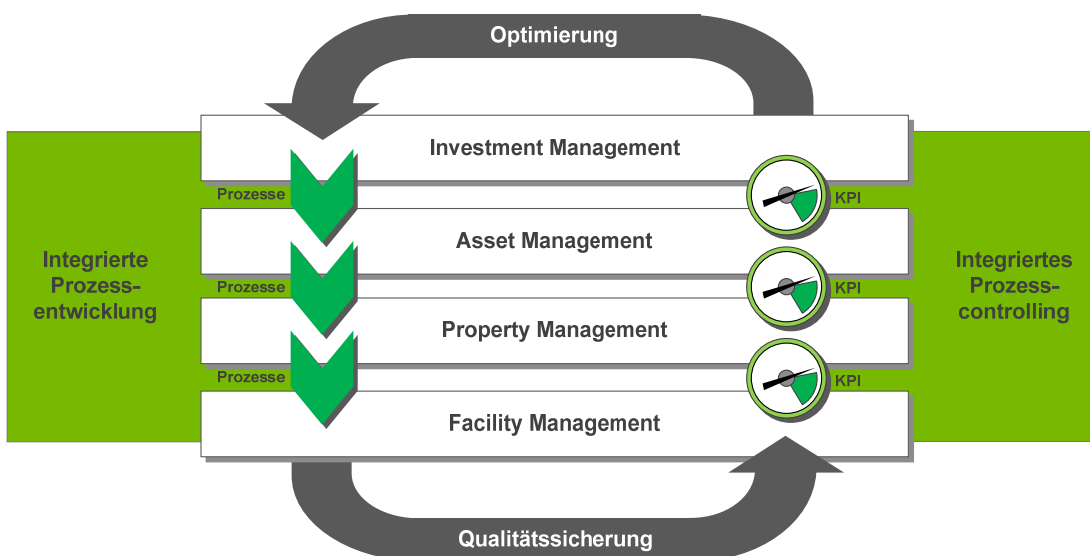 Optimierung
Investment Management
Prozesse
KPI
Asset Management
Integrierte
Prozess-
entwicklung
Integriertes
Prozess-
controlling
Prozesse
KPI
Property Management
Prozesse
KPI
Facility Management
Qualitätssicherung